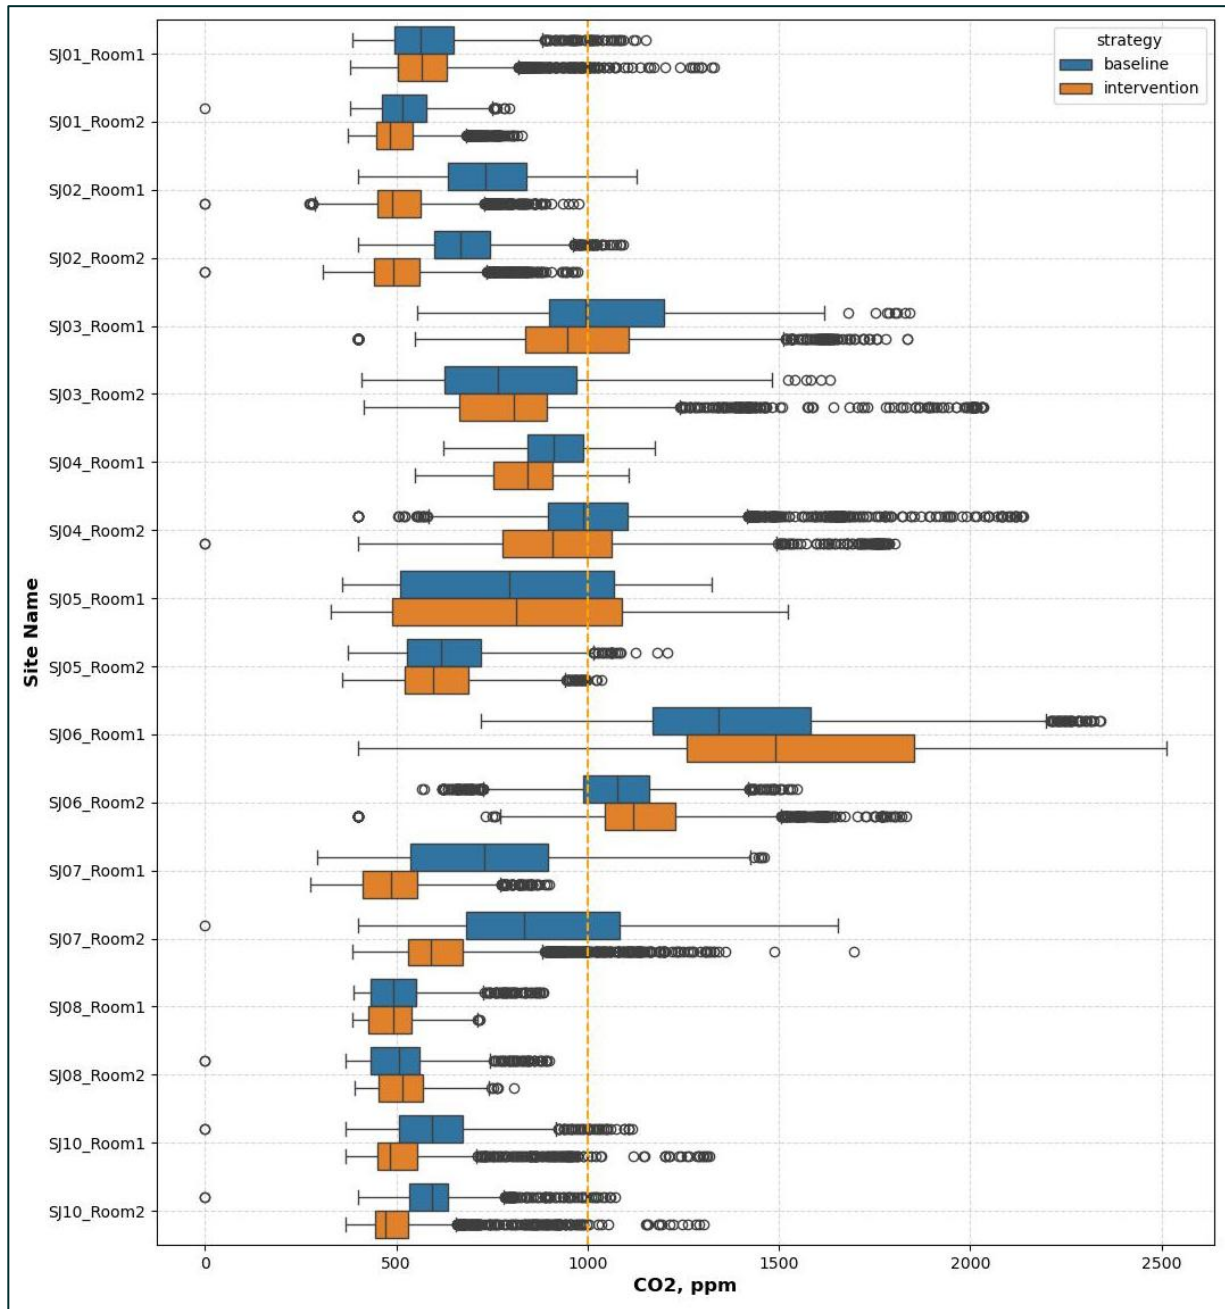 strategy
baseline
intervention
Site Name
SJ01_Room1
SJ01_Room2
SJ02_Room1
SJ02_Room2
SJ03_Room1
SJ03_Room2
SJ04_Room1
SJ04_Room2
SJ05_Room1
SJ05_Room2
SJ06_Room1
SJ06_Room2
SJ07_Room1
SJ07_Room2
SJ08_Room1
SJ08_Room2
SJ10_Room1
SJ10_Room2
0 500 1000 1500 2000 2500
CO2, ppm